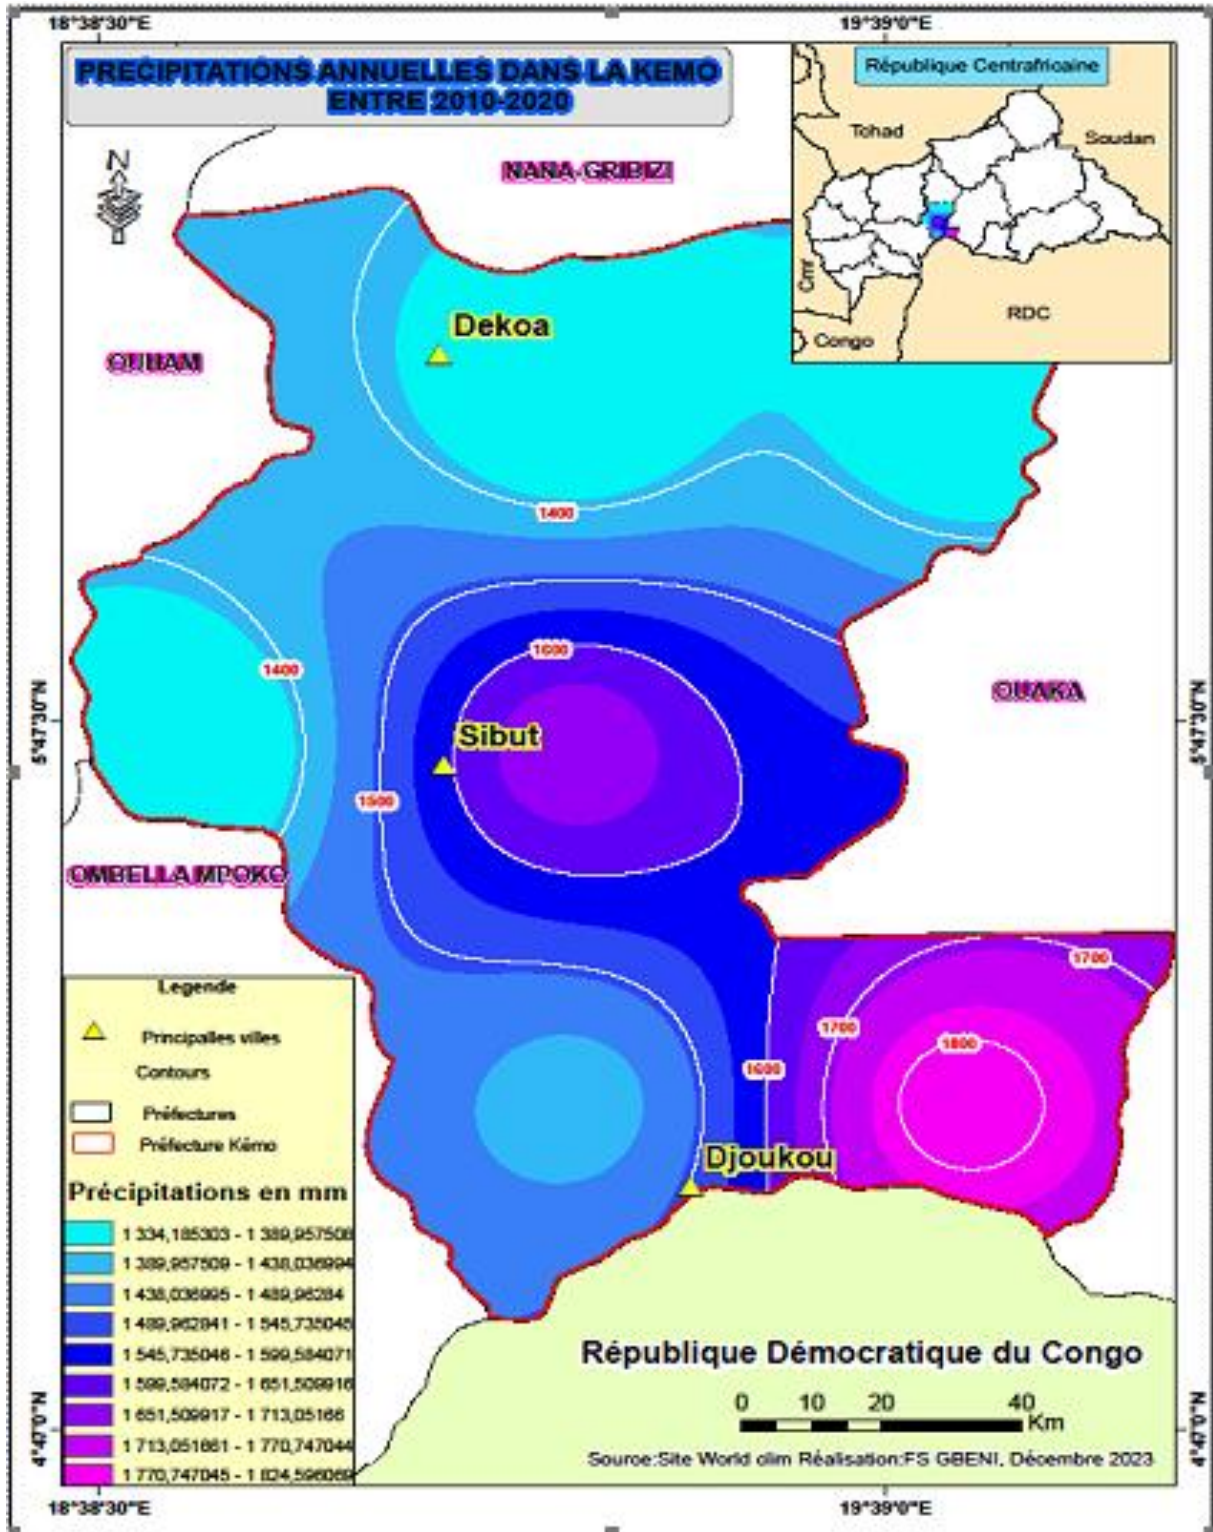 18°38'30"E
19°39'0"E
PRECIPITATIONS ANNUELLES DANS LA KEMO
ENTRE 2010-2020
République Centrafricaine
Tchad
Soudan
Cmr
Congo
RDC
N
NANA-GRIBIZI
OUHAM
Dekoa
1400
1400
1600
OUAKA
5°47'30"N
5°47'30"N
Sibut
1500
OMBELLA MPOKO
1700
1700
1800
1600
Djoukou
Legende
Principalles villes
Contours
Préfectures
Préfecture Kémo
Précipitations en mm
1 334,185303 - 1 389,957508
1 389,957509 - 1 438,036994
1 438,036995 - 1 489,96284
1 489,962841 - 1 545,735045
1 545,735046 - 1 599,584071
1 599,584072 - 1 651,509916
1 651,509917 - 1 713,05166
1 713,051661 - 1 770,747044
1 770,747045 - 1 824,596069
République Démocratique du Congo
0 10 20 40
Km
Source:Site World clim Réalisation:FS GBENI, Décembre 2023
4°47'0"N
4°47'0"N
18°38'30"E
19°39'0"E